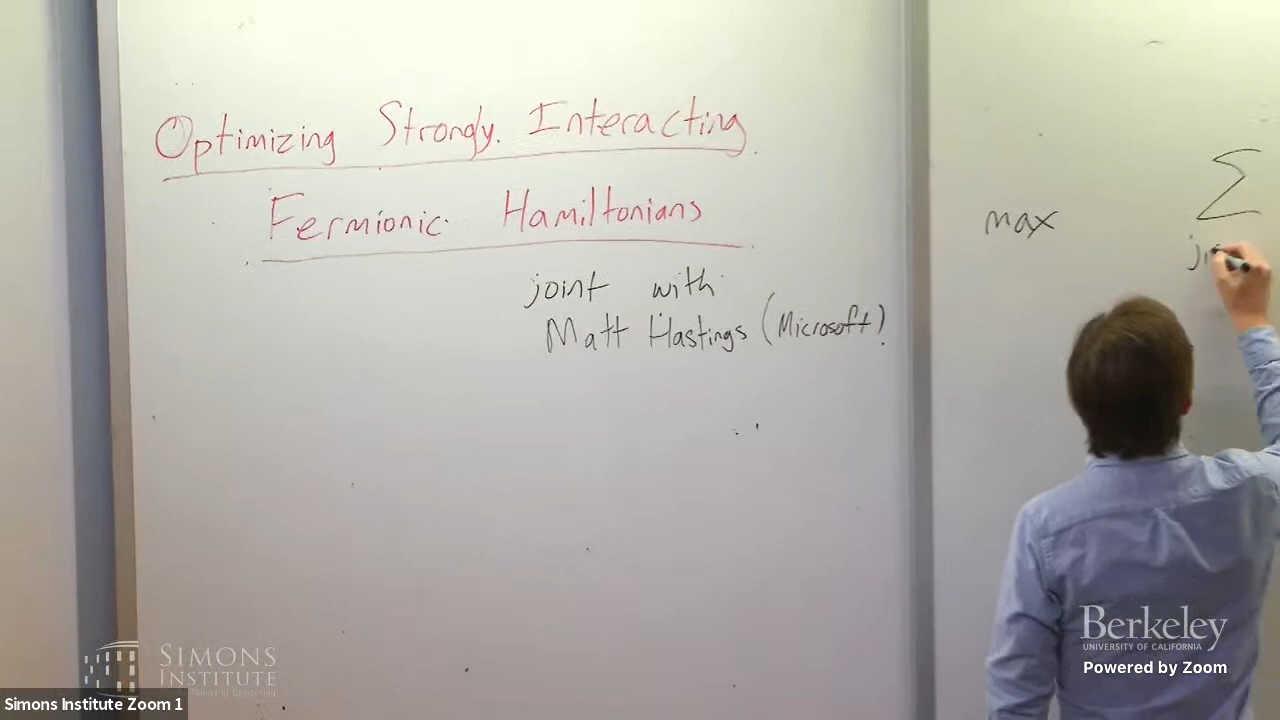 Optimizing Strongly Interacting
Fermionic Hamiltonians
joint with
Matt Hastings (Microsoft)
max Σ
SIMONS
INSTITUTE
Berkeley
UNIVERSITY OF CALIFORNIA
Powered by Zoom
Simons Institute Zoom 1